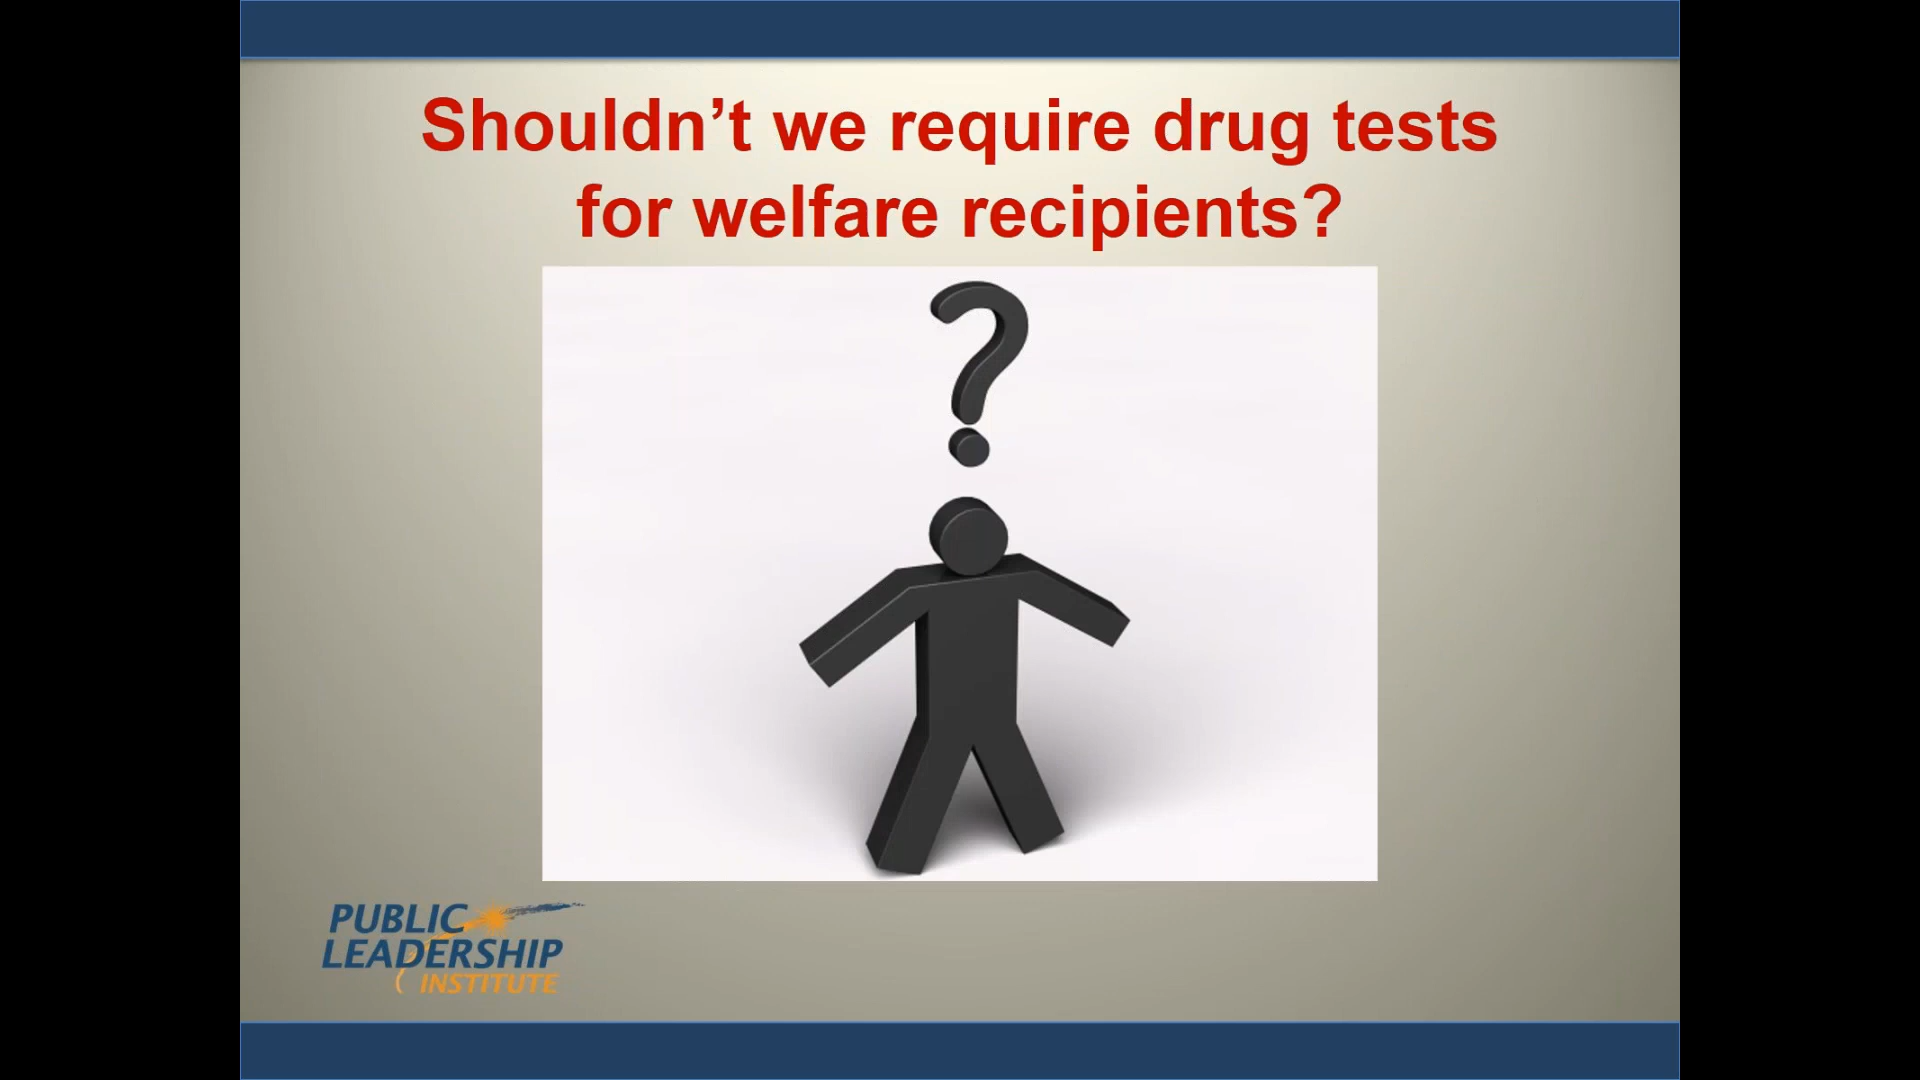 Shouldn’t we require drug tests
for welfare recipients?
?
PUBLIC
LEADERSHIP
INSTITUTE